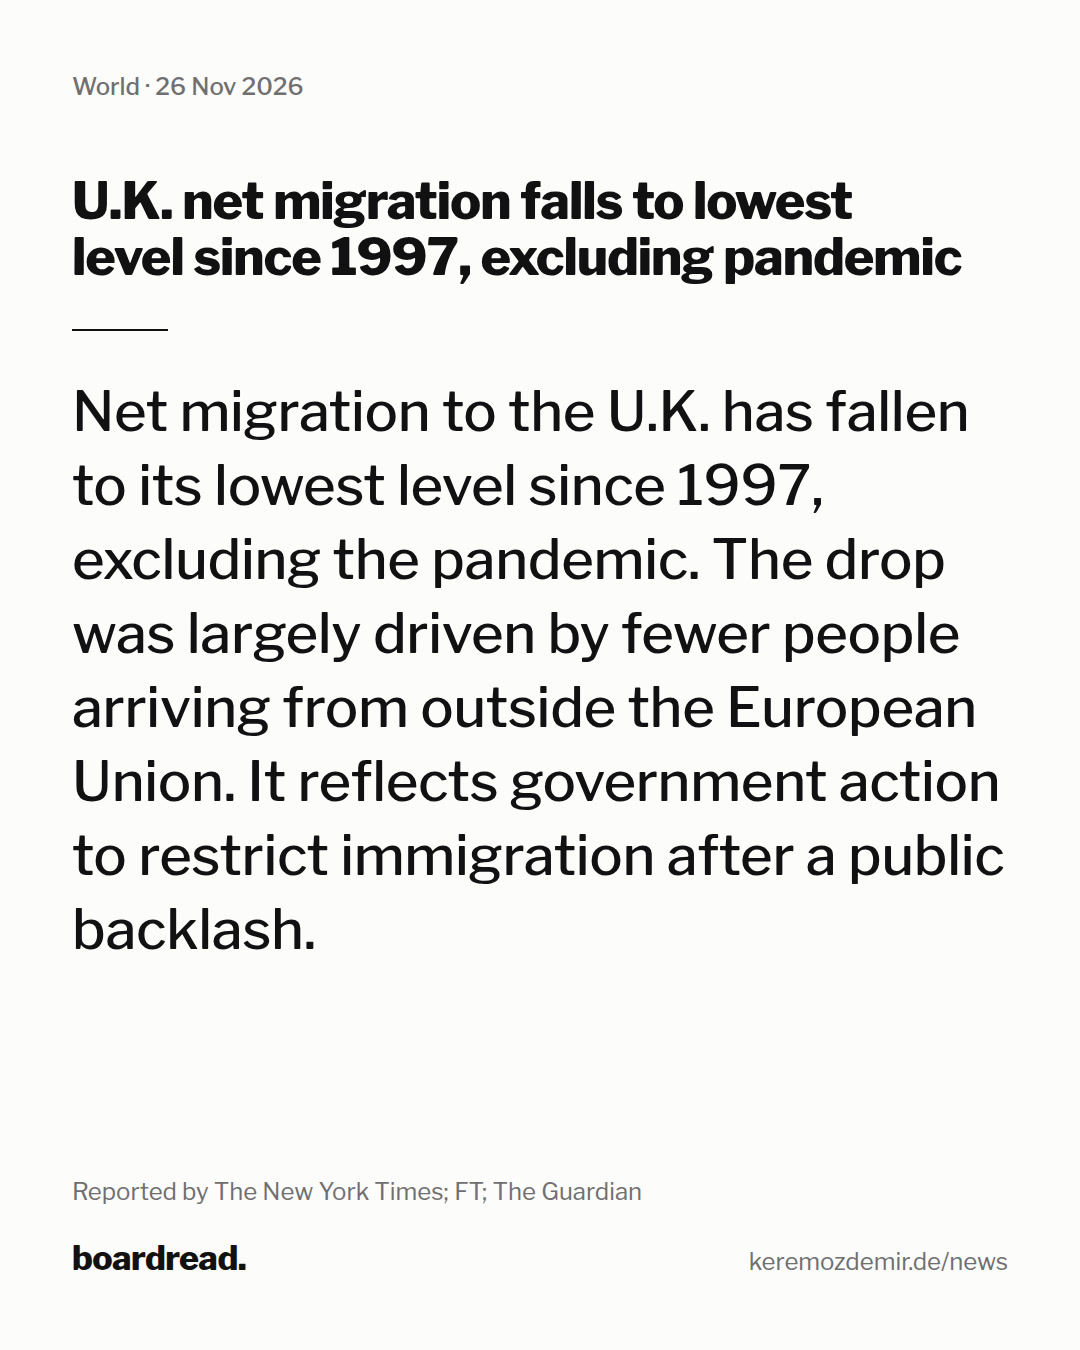 World · 26 Nov 2026
U.K. net migration falls to lowest
level since 1997, excluding pandemic
Net migration to the U.K. has fallen
to its lowest level since 1997,
excluding the pandemic. The drop
was largely driven by fewer people
arriving from outside the European
Union. It reflects government action
to restrict immigration after a public
backlash.
Reported by The New York Times; FT; The Guardian
boardread.
keremozdemir.de/news